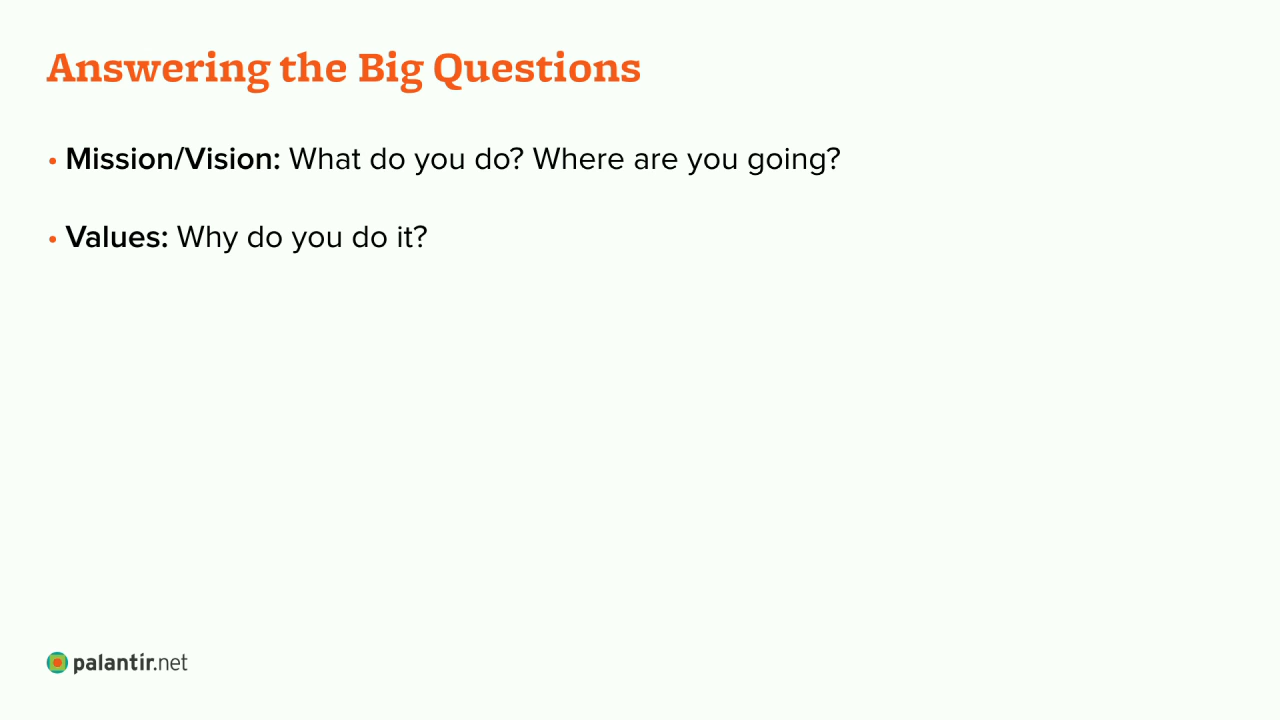 Answering the Big Questions
• Mission/Vision: What do you do? Where are you going?
• Values: Why do you do it?
palantir.net